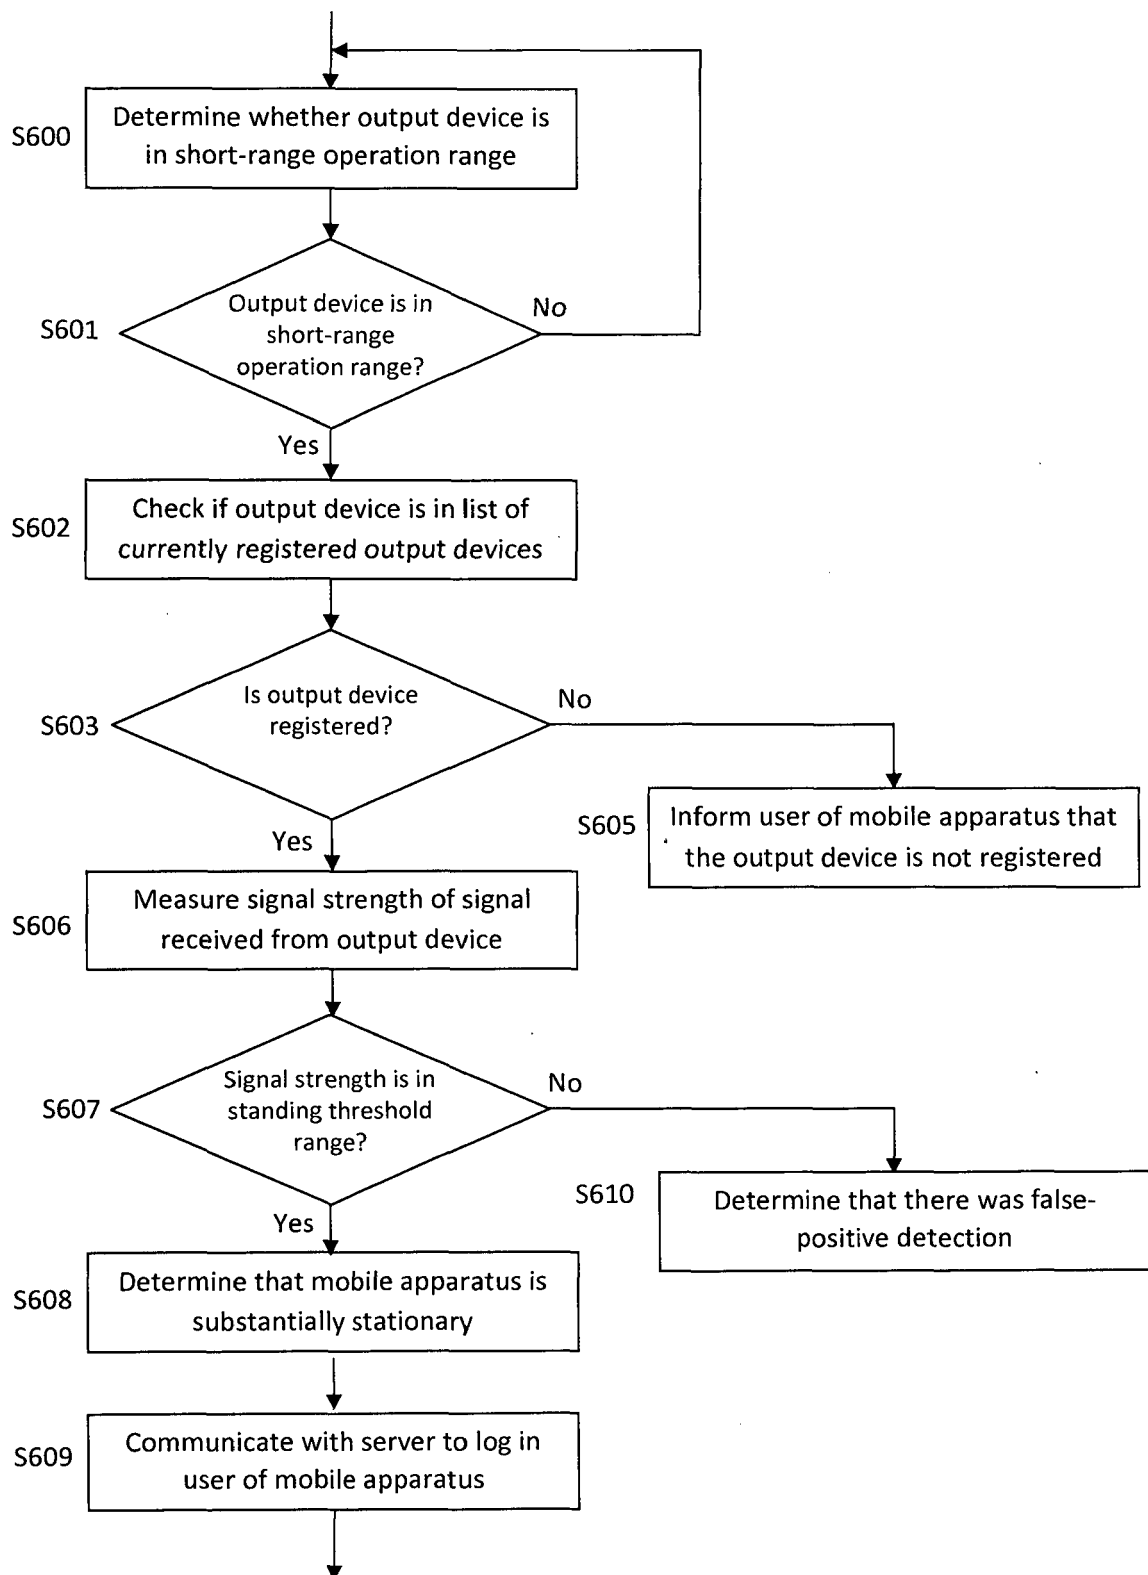 S600
Determine whether output device is
in short-range operation range
S601
Output device is in
short-range
operation range?
No
Yes
S602
Check if output device is in list of
currently registered output devices
S603
Is output device
registered?
No
Yes
S605
Inform user of mobile apparatus that
the output device is not registered
S606
Measure signal strength of signal
received from output device
S607
Signal strength is in
standing threshold
range?
No
Yes
S610
Determine that there was false-
positive detection
S608
Determine that mobile apparatus is
substantially stationary
S609
Communicate with server to log in
user of mobile apparatus